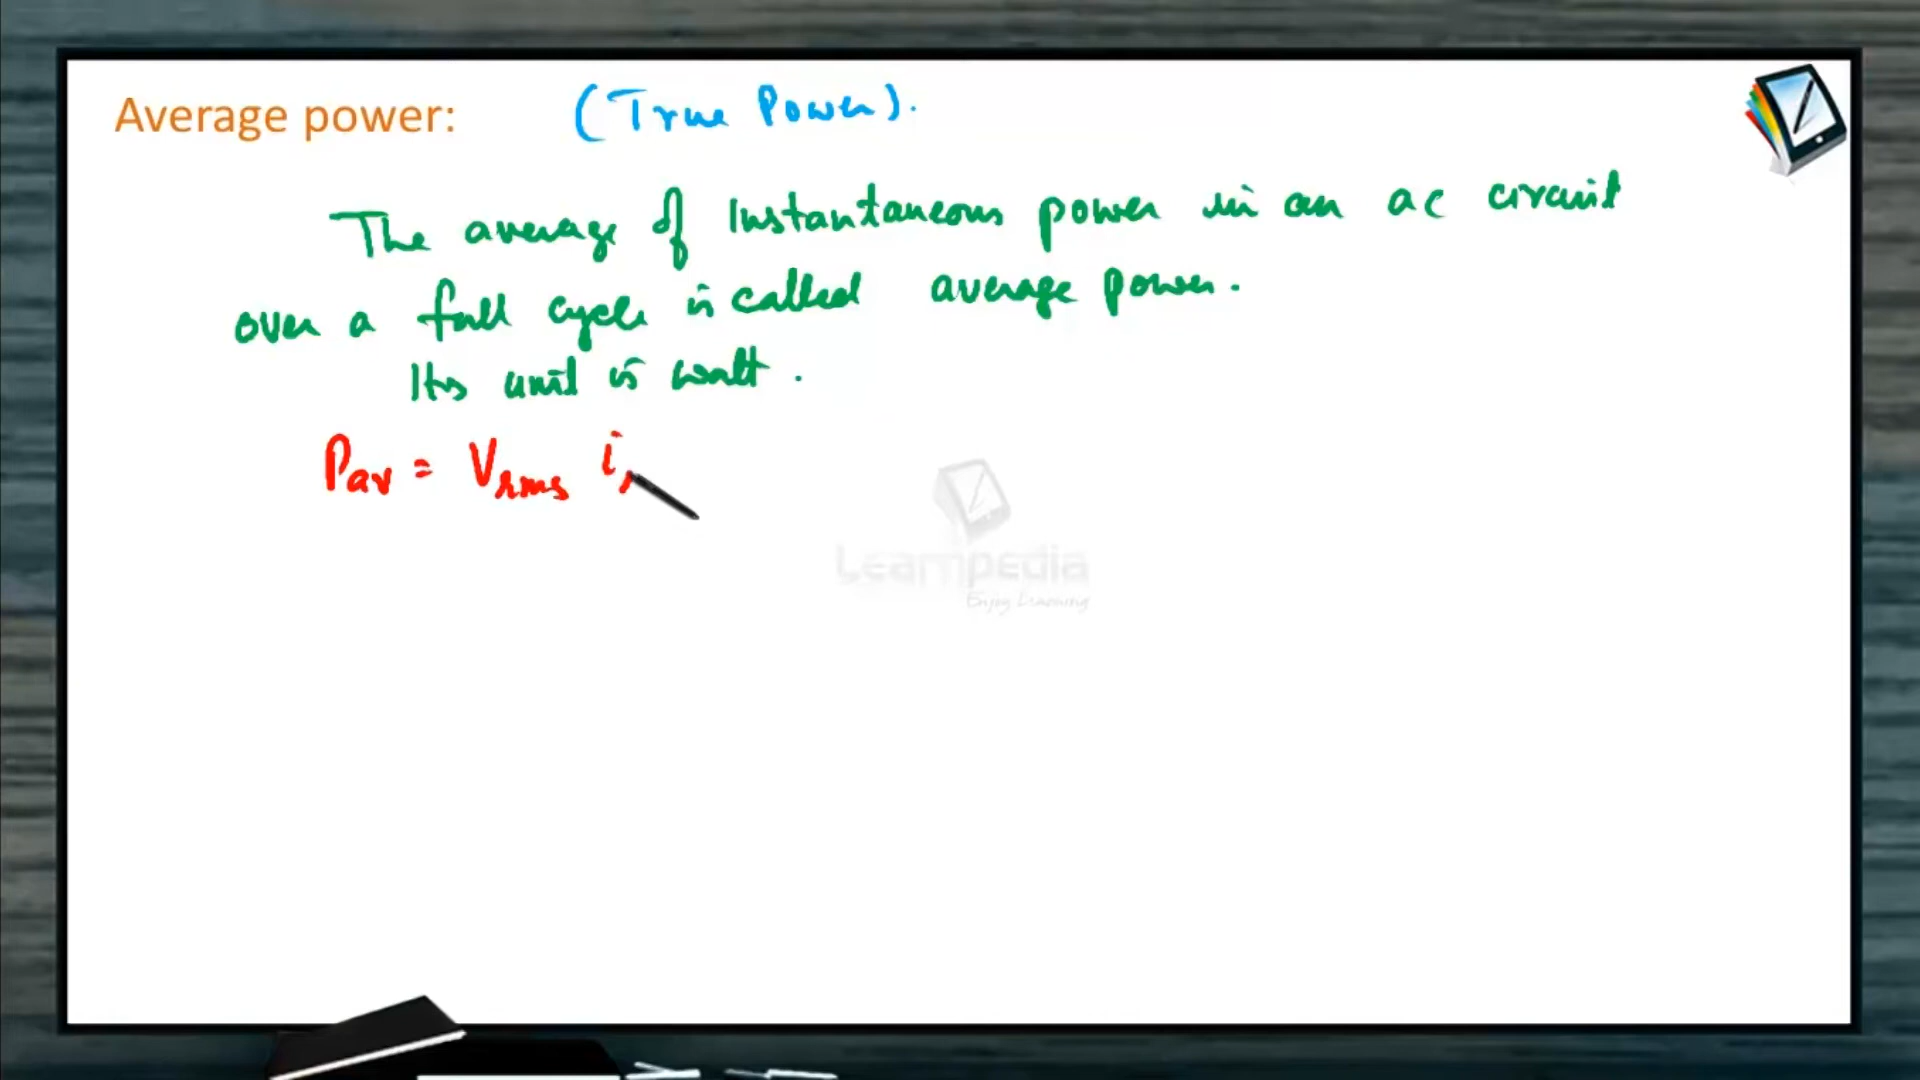 Average power: (True Power).
The average of Instantaneous power in an ac circuit
over a full cycle is called average power.
Its unit is watt.
Pav = Vrms i
Learnpedia
Enjoy Learning